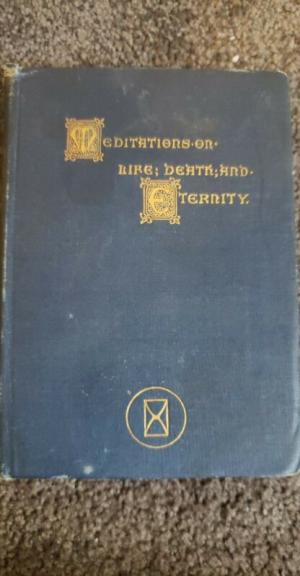 MEDITATIONS·ON·
LIFE; DEATH; AND·
ETERNITY.